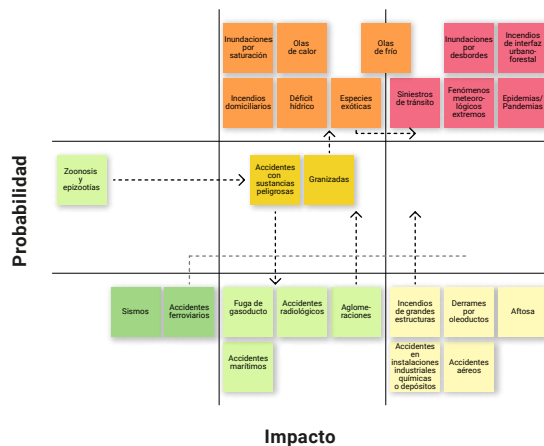 Inundaciones
por
saturación
Olas
de calor
Olas
de frío
Inundaciones
por
desbordes
Incendios
de interfaz
urbano-
forestal
Incendios
domiciliarios
Déficit
hídrico
Especies
exóticas
Siniestros
de tránsito
Fenómenos
meteoro-
lógicos
extremos
Epidemias/
Pandemias
Probabilidad
Zoonosis
y
epizootías
Accidentes
con
sustancias
peligrosas
Granizadas
Sismos
Accidentes
ferroviarios
Fuga de
gasoducto
Accidentes
radiológicos
Aglome-
raciones
Incendios
de grandes
estructuras
Derrames
por
oleoductos
Aftosa
Accidentes
marítimos
Accidentes
en
instalaciones
industriales
químicas
o depósitos
Accidentes
aéreos
Impacto